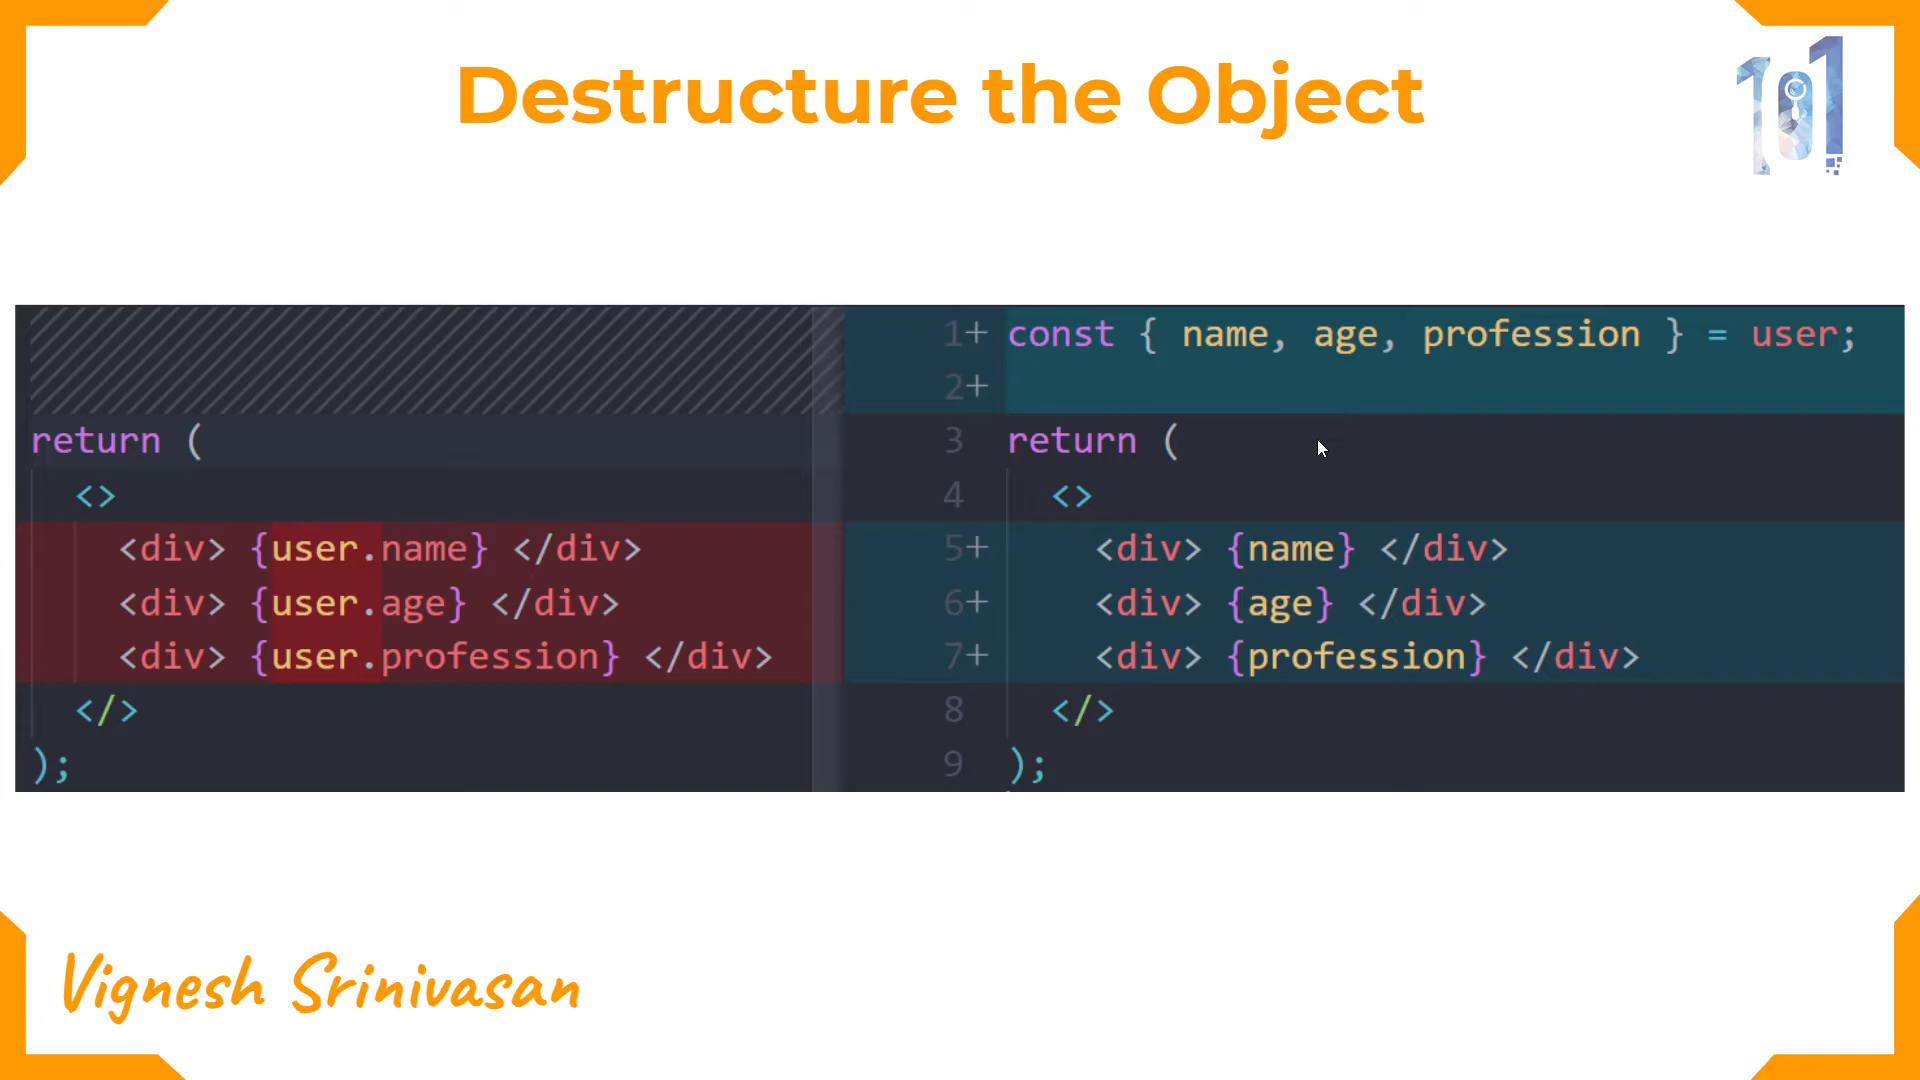 Destructure the Object
101
return (
<>
<div> {user.name} </div>
<div> {user.age} </div>
<div> {user.profession} </div>
</>
);
1+ const { name, age, profession } = user;
2+
3 return (
4 <>
5+ <div> {name} </div>
6+ <div> {age} </div>
7+ <div> {profession} </div>
8 </>
9 );
Vignesh Srinivasan